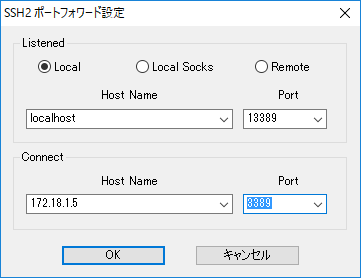 SSH2 ポートフォワード設定
Listened
Local Local Socks Remote
Host Name Port
localhost 13389
Connect
Host Name Port
172.18.1.5 3389
OK キャンセル